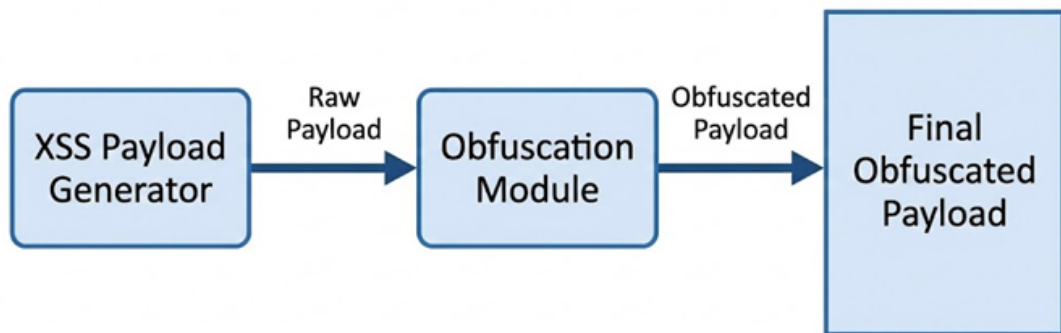 XSS Payload
Generator
Raw
Payload
Obfuscation
Module
Obfuscated
Payload
Final
Obfuscated
Payload